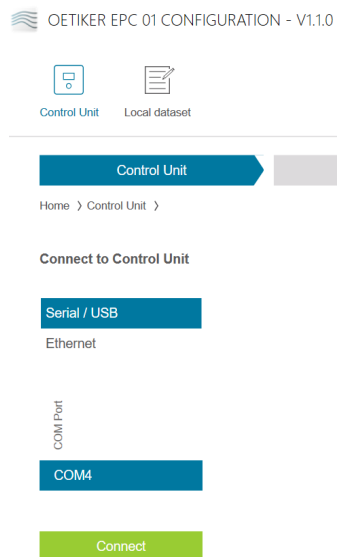 OETIKER EPC 01 CONFIGURATION - V1.1.0
Control Unit Local dataset
Control Unit
Home > Control Unit >
Connect to Control Unit
Serial / USB
Ethernet
COM Port
COM4
Connect